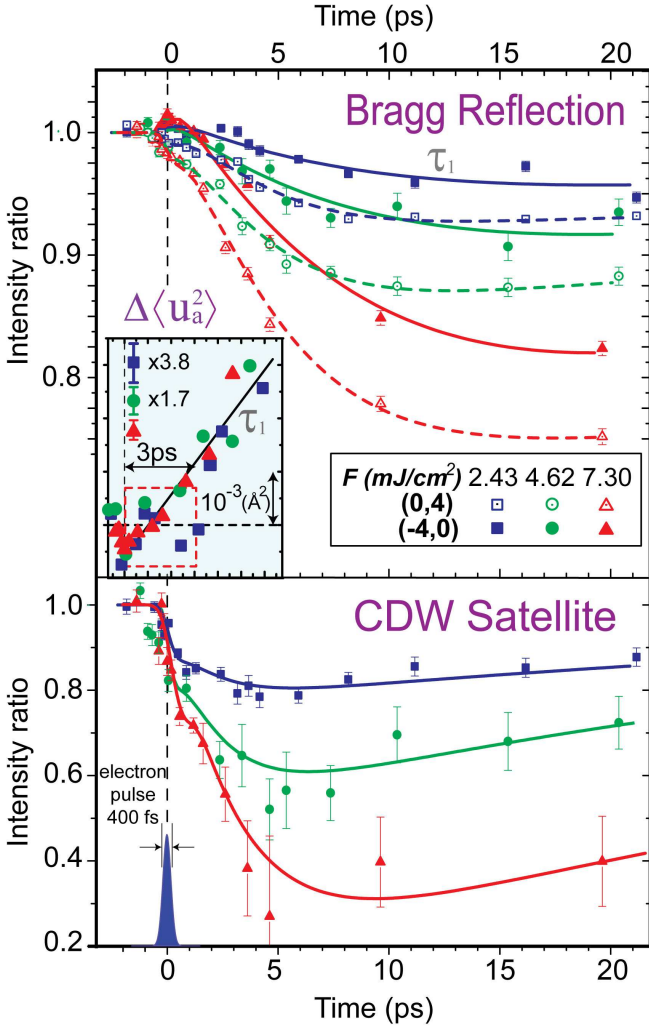 Time (ps)
0 5 10 15 20
Bragg Reflection
τ1
1.0
0.9
0.8
Intensity ratio
Δ⟨u_a^2⟩
x3.8
x1.7
τ1
3ps
10^-3(Å^2)
F (mJ/cm^2) 2.43 4.62 7.30
(0,4)
(-4,0)
CDW Satellite
1.0
0.8
0.6
0.4
0.2
Intensity ratio
electron
pulse
400 fs
0 5 10 15 20
Time (ps)